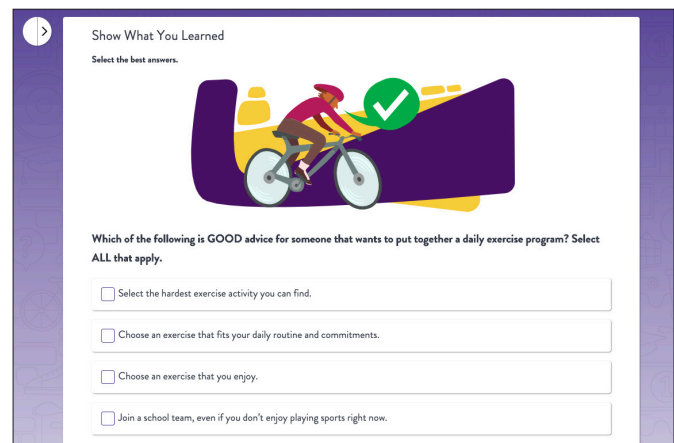 Show What You Learned
Select the best answers.
Which of the following is GOOD advice for someone that wants to put together a daily exercise program? Select
ALL that apply.
Select the hardest exercise activity you can find.
Choose an exercise that fits your daily routine and commitments.
Choose an exercise that you enjoy.
Join a school team, even if you don't enjoy playing sports right now.